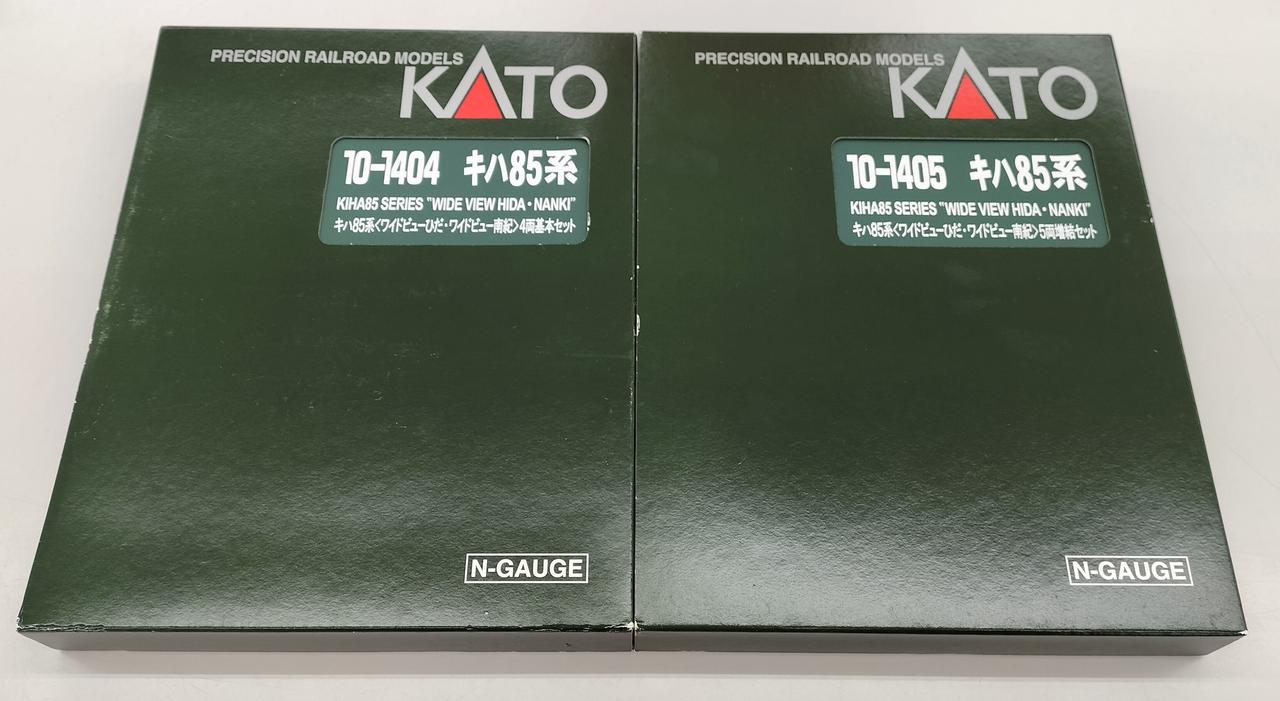 PRECISION RAILROAD MODELS
KATO
10-1404 キハ85系
KIHA85 SERIES "WIDE VIEW HIDA・NANKI"
キハ85系〈ワイドビューひだ・ワイドビュー南紀〉4両基本セット
N-GAUGE
PRECISION RAILROAD MODELS
KATO
10-1405 キハ85系
KIHA85 SERIES "WIDE VIEW HIDA・NANKI"
キハ85系〈ワイドビューひだ・ワイドビュー南紀〉5両増結セット
N-GAUGE